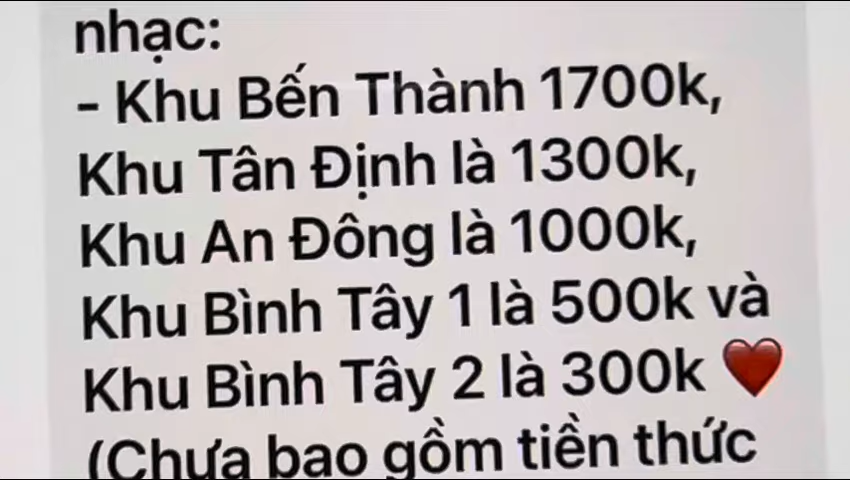 nhạc:
- Khu Bến Thành 1700k,
Khu Tân Định là 1300k,
Khu An Đông là 1000k,
Khu Bình Tây 1 là 500k và
Khu Bình Tây 2 là 300k ❤️
(Chưa bao gồm tiền thức